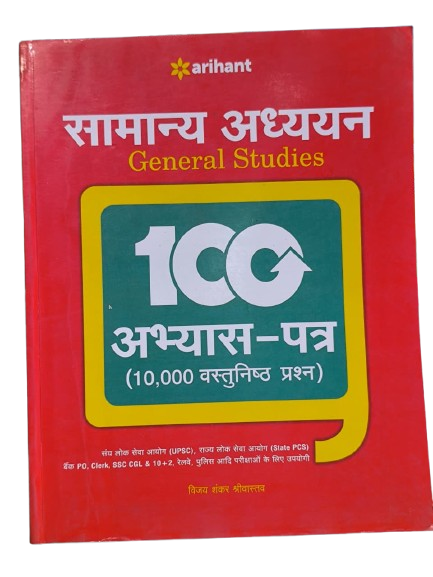 arihant
सामान्य अध्ययन
General Studies
100
अभ्यास-पत्र
(10,000 वस्तुनिष्ठ प्रश्न)
संघ लोक सेवा आयोग (UPSC), राज्य लोक सेवा आयोग (State PCS)
बैंक PO, Clerk, SSC CGL & 10+2, रेलवे, पुलिस आदि परीक्षाओं के लिए उपयोगी
विजय शंकर श्रीवास्तव